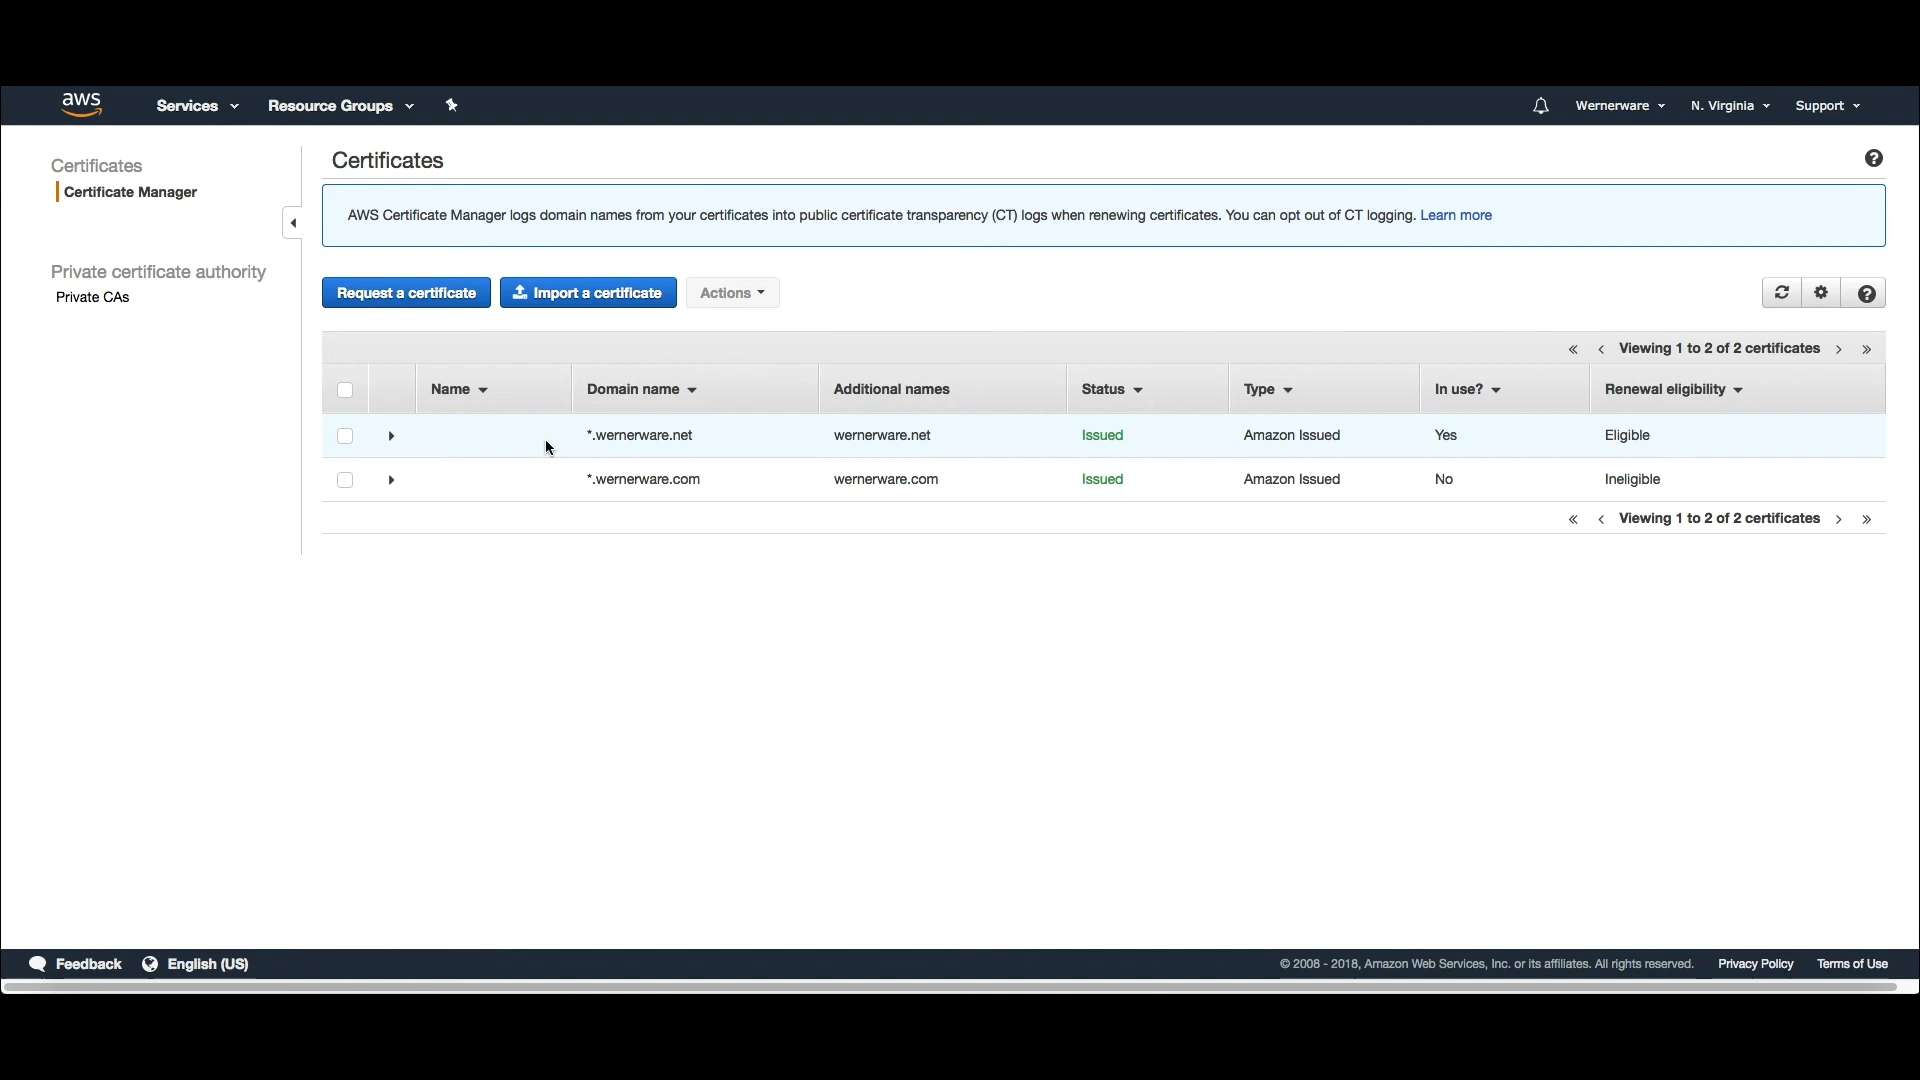 aws Services Resource Groups Wernerware N. Virginia Support
Certificates
Certificate Manager
Private certificate authority
Private CAs
Certificates
AWS Certificate Manager logs domain names from your certificates into public certificate transparency (CT) logs when renewing certificates. You can opt out of CT logging. Learn more
Request a certificate Import a certificate Actions
« ‹ Viewing 1 to 2 of 2 certificates › »
Name Domain name Additional names Status Type In use? Renewal eligibility
*.wernerware.net wernerware.net Issued Amazon Issued Yes Eligible
*.wernerware.com wernerware.com Issued Amazon Issued No Ineligible
« ‹ Viewing 1 to 2 of 2 certificates › »
Feedback English (US) © 2008 - 2018, Amazon Web Services, Inc. or its affiliates. All rights reserved. Privacy Policy Terms of Use